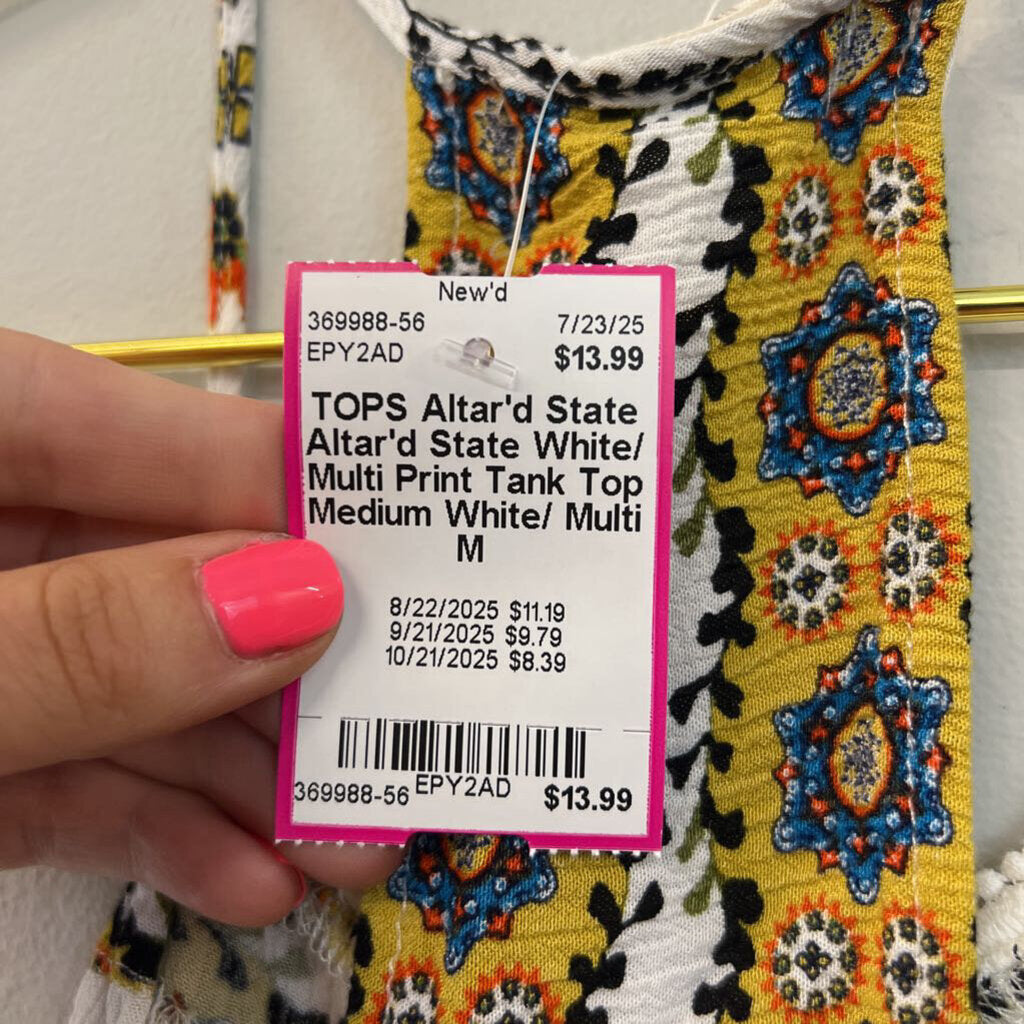 New'd
369988-56 7/23/25
EPY2AD $13.99
TOPS Altar'd State
Altar'd State White/
Multi Print Tank Top
Medium White/ Multi
M
8/22/2025 $11.19
9/21/2025 $9.79
10/21/2025 $8.39
369988-56 EPY2AD $13.99